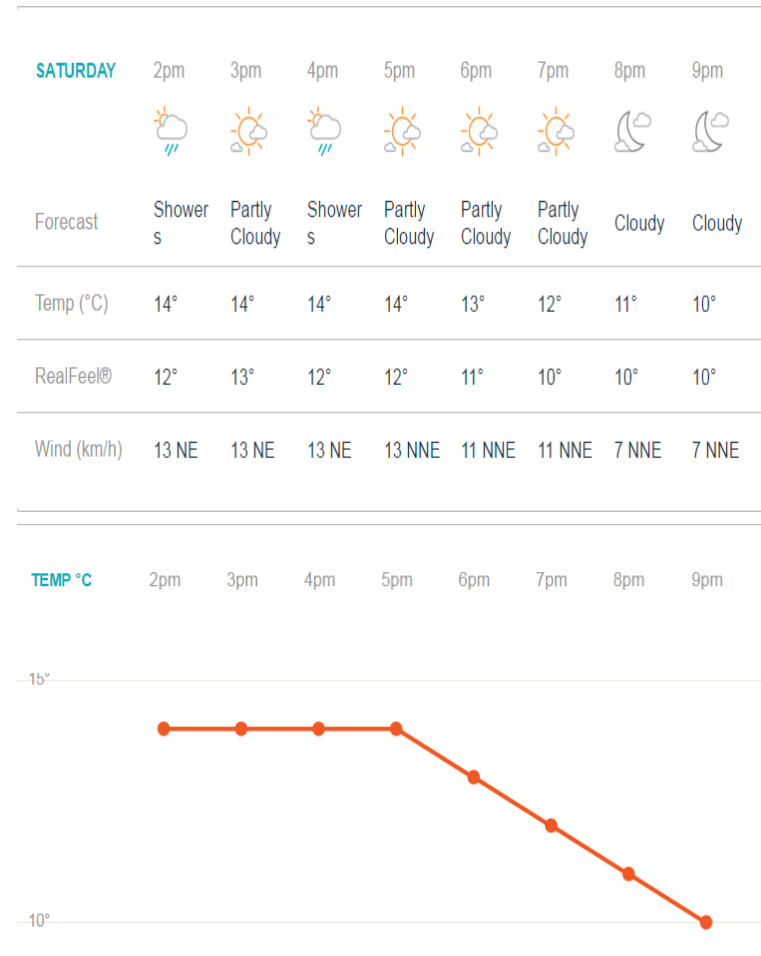 SATURDAY 2pm 3pm 4pm 5pm 6pm 7pm 8pm 9pm
Forecast Shower s Partly Cloudy Shower s Partly Cloudy Partly Cloudy Partly Cloudy Cloudy Cloudy
Temp (°C) 14° 14° 14° 14° 13° 12° 11° 10°
RealFeel® 12° 13° 12° 12° 11° 10° 10° 10°
Wind (km/h) 13 NE 13 NE 13 NE 13 NNE 11 NNE 11 NNE 7 NNE 7 NNE
TEMP °C 2pm 3pm 4pm 5pm 6pm 7pm 8pm 9pm
15°
10°